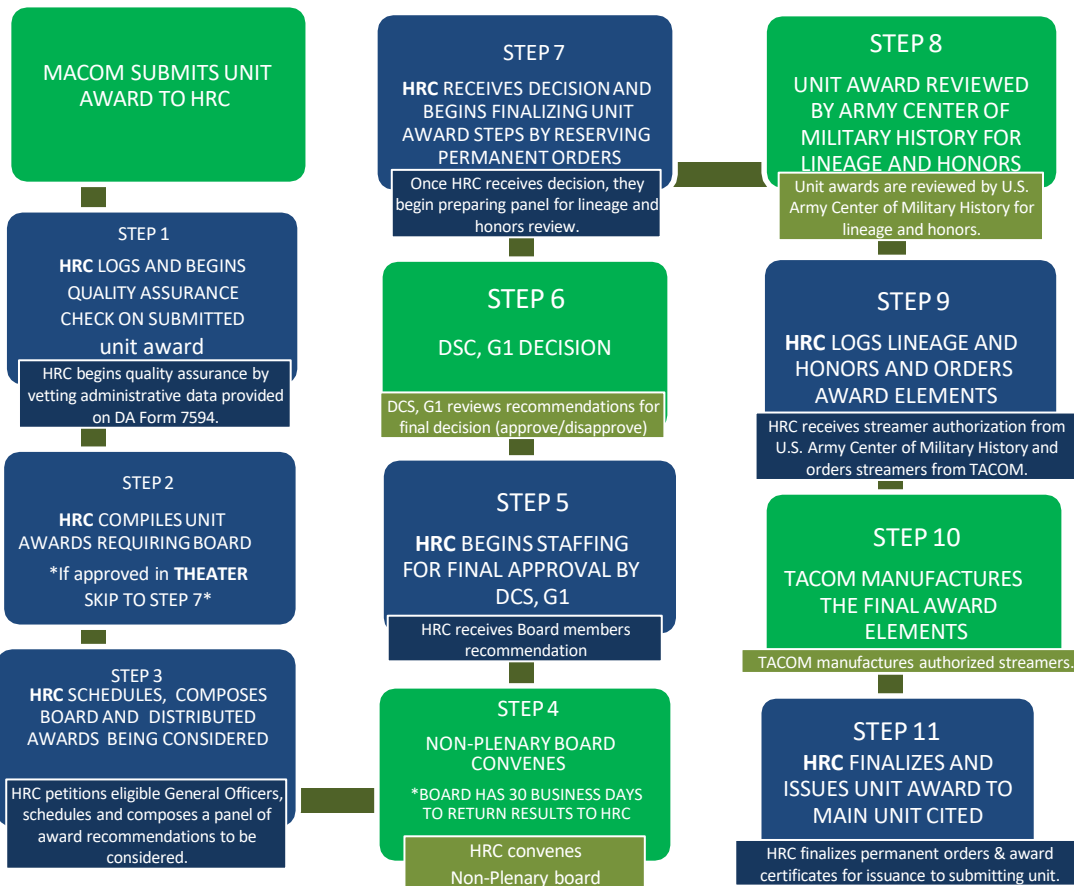 MACOM SUBMITS UNIT
AWARD TO HRC
STEP 1
HRC LOGS AND BEGINS
QUALITY ASSURANCE
CHECK ON SUBMITTED
unit award
HRC begins quality assurance by
vetting administrative data provided
on DA Form 7594.
STEP 2
HRC COMPILES UNIT
AWARDS REQUIRING BOARD
*If approved in THEATER
SKIP TO STEP 7*
STEP 3
HRC SCHEDULES, COMPOSES
BOARD AND DISTRIBUTED
AWARDS BEING CONSIDERED
HRC petitions eligible General Officers,
schedules and composes a panel of
award recommendations to be
considered.
STEP 4
NON-PLENARY BOARD
CONVENES
*BOARD HAS 30 BUSINESS DAYS
TO RETURN RESULTS TO HRC
HRC convenes
Non-Plenary board
STEP 5
HRC BEGINS STAFFING
FOR FINAL APPROVAL BY
DCS, G1
HRC receives Board members
recommendation
STEP 6
DSC, G1 DECISION
DCS, G1 reviews recommendations for
final decision (approve/disapprove)
STEP 7
HRC RECEIVES DECISION AND
BEGINS FINALIZING UNIT
AWARD STEPS BY RESERVING
PERMANENT ORDERS
Once HRC receives decision, they
begin preparing panel for lineage and
honors review.
STEP 8
UNIT AWARD REVIEWED
BY ARMY CENTER OF
MILITARY HISTORY FOR
LINEAGE AND HONORS
Unit awards are reviewed by U.S.
Army Center of Military History for
lineage and honors.
STEP 9
HRC LOGS LINEAGE AND
HONORS AND ORDERS
AWARD ELEMENTS
HRC receives streamer authorization from
U.S. Army Center of Military History and
orders streamers from TACOM.
STEP 10
TACOM MANUFACTURES
THE FINAL AWARD
ELEMENTS
TACOM manufactures authorized streamers.
STEP 11
HRC FINALIZES AND
ISSUES UNIT AWARD TO
MAIN UNIT CITED
HRC finalizes permanent orders & award
certificates for issuance to submitting unit.